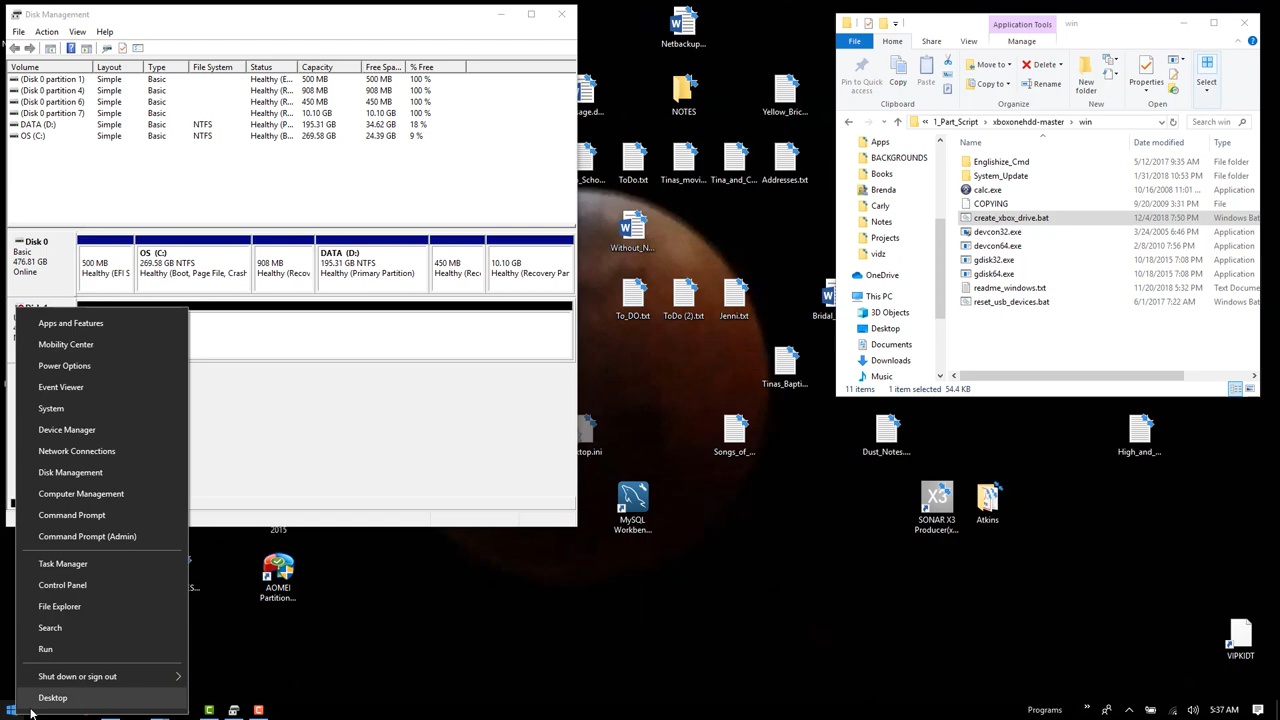 Disk Management
File Action View Help
Volume Layout Type File System Status Capacity Free Spa... % Free
(Disk 0 partition 1) Simple Basic Healthy (E... 500 MB 500 MB 100 %
(Disk 0 partition 4) Simple Basic Healthy (R... 908 MB 908 MB 100 %
(Disk 0 partition 6) Simple Basic Healthy (R... 450 MB 450 MB 100 %
(Disk 0 partition 7) Simple Basic Healthy (R... 10.10 GB 10.10 GB 100 %
DATA (D:) Simple Basic NTFS Healthy (P... 195.31 GB 34.62 GB 18 %
OS (C:) Simple Basic NTFS Healthy (B... 269.58 GB 24.39 GB 9 %
Disk 0
Basic
476.81 GB
Online
500 MB
Healthy (EFI S
OS (C:)
269.58 GB NTFS
Healthy (Boot, Page File, Crash
908 MB
Healthy (Recov
DATA (D:)
195.31 GB NTFS
Healthy (Primary Partition)
450 MB
Healthy (Rec
10.10 GB
Healthy (Recovery Par
Apps and Features
Mobility Center
Power Options
Event Viewer
System
Device Manager
Network Connections
Disk Management
Computer Management
Command Prompt
Command Prompt (Admin)
Task Manager
Control Panel
File Explorer
Search
Run
Shut down or sign out
Desktop
Netbackup...
NOTES
Yellow_Bric...
ToDo.txt
Tinas_movi...
Tina_and_C...
Addresses.txt
Without_N...
To_DO.txt
ToDo (2).txt
Jenni.txt
Tinas_Bapti...
Songs_of_...
Dust_Notes....
High_and_...
MySQL
Workben...
SONAR X3
Producer(x...
Atkins
2015
AOMEI
Partition...
VIPKIDT
Application Tools
win
File Home Share View Manage
Pin to Quick
access
Copy
Paste
Clipboard
Move to
Copy to
Delete
Rename
Organize
New
folder
New
Properties
Open
Select
1_Part_Script
xboxonehdd-master
win
Search win
Apps
BACKGROUNDS
Books
Brenda
Carly
Notes
Projects
vidz
OneDrive
This PC
3D Objects
Desktop
Documents
Downloads
Music
Name Date modified Type
Englishize_Cmd 5/12/2017 9:35 AM File folder
System_Update 1/31/2018 10:53 PM File folder
calc.exe 10/16/2008 11:01 ... Application
COPYING 9/20/2009 3:31 PM File
create_xbox_drive.bat 12/4/2018 7:50 PM Windows Bat
devcon32.exe 3/24/2005 6:46 PM Application
devcon64.exe 2/8/2010 7:56 PM Application
gdisk32.exe 10/18/2015 7:08 PM Application
gdisk64.exe 10/18/2015 7:08 PM Application
readme_windows.txt 11/20/2018 5:32 PM Text Docume
reset_usb_devices.bat 6/1/2017 7:22 AM Windows Bat
11 items 1 item selected 54.4 KB
Programs
5:37 AM